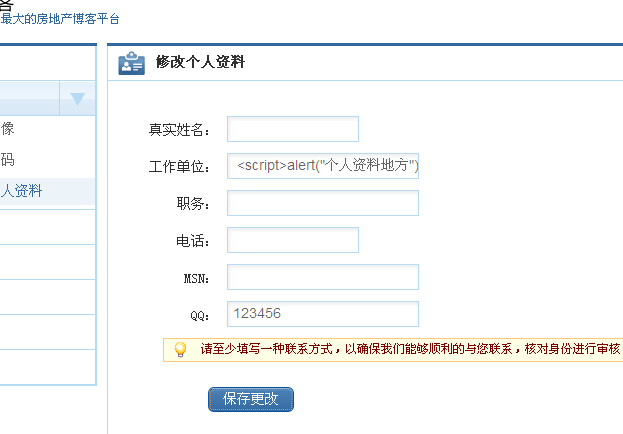 客
最大的房地产博客平台
修改个人资料
像
码
人资料
真实姓名：
工作单位： <script>alert("个人资料地方")
职务：
电话：
MSN：
QQ： 123456
请至少填写一种联系方式，以确保我们能够顺利的与您联系，核对身份进行审核
保存更改